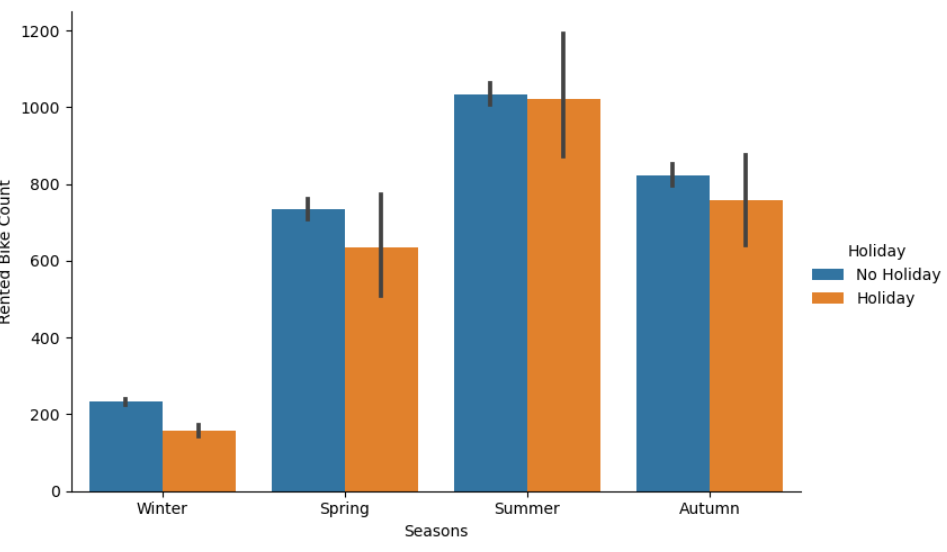 1200
1000
800
600
400
200
0
Rented Bike Count
Winter Spring Summer Autumn
Seasons
Holiday
No Holiday
Holiday